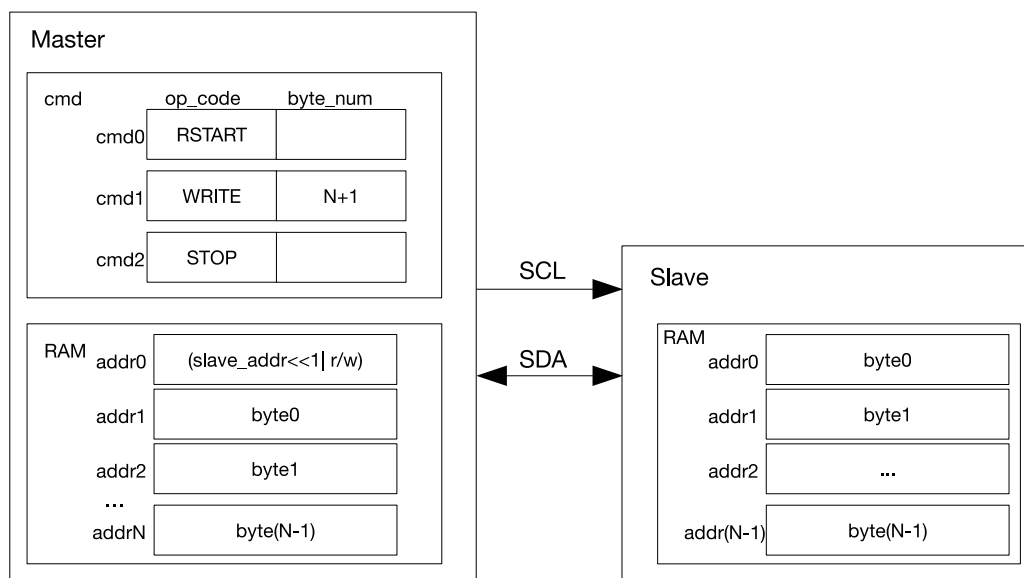 Master
cmd op_code byte_num
cmd0 RSTART
cmd1 WRITE N+1
cmd2 STOP
SCL
SDA
RAM
addr0 (slave_addr<<1| r/w)
addr1 byte0
addr2 byte1
...
addrN byte(N-1)
Slave
RAM
addr0 byte0
addr1 byte1
addr2 ...
addr(N-1) byte(N-1)